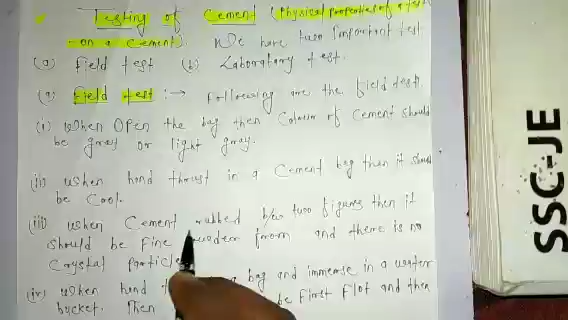 Testing of Cement (Physical properties of a test
on a cement). We have two important test
(a) field test (b) Laboratory test.
(a) Field test :→ Following are the field test
(i) When Open the bag then Colour of Cement should
be gray or light gray.
(ii) When hand thrust in a Cement bag then it should
be Cool.
(iii) When Cement rubbed b/w two figures then it
should be fine and there is no
Crystal Particle
(iv) When hand a bag and immerse in a water
bucket. Then be First flot and then
SSC-JE